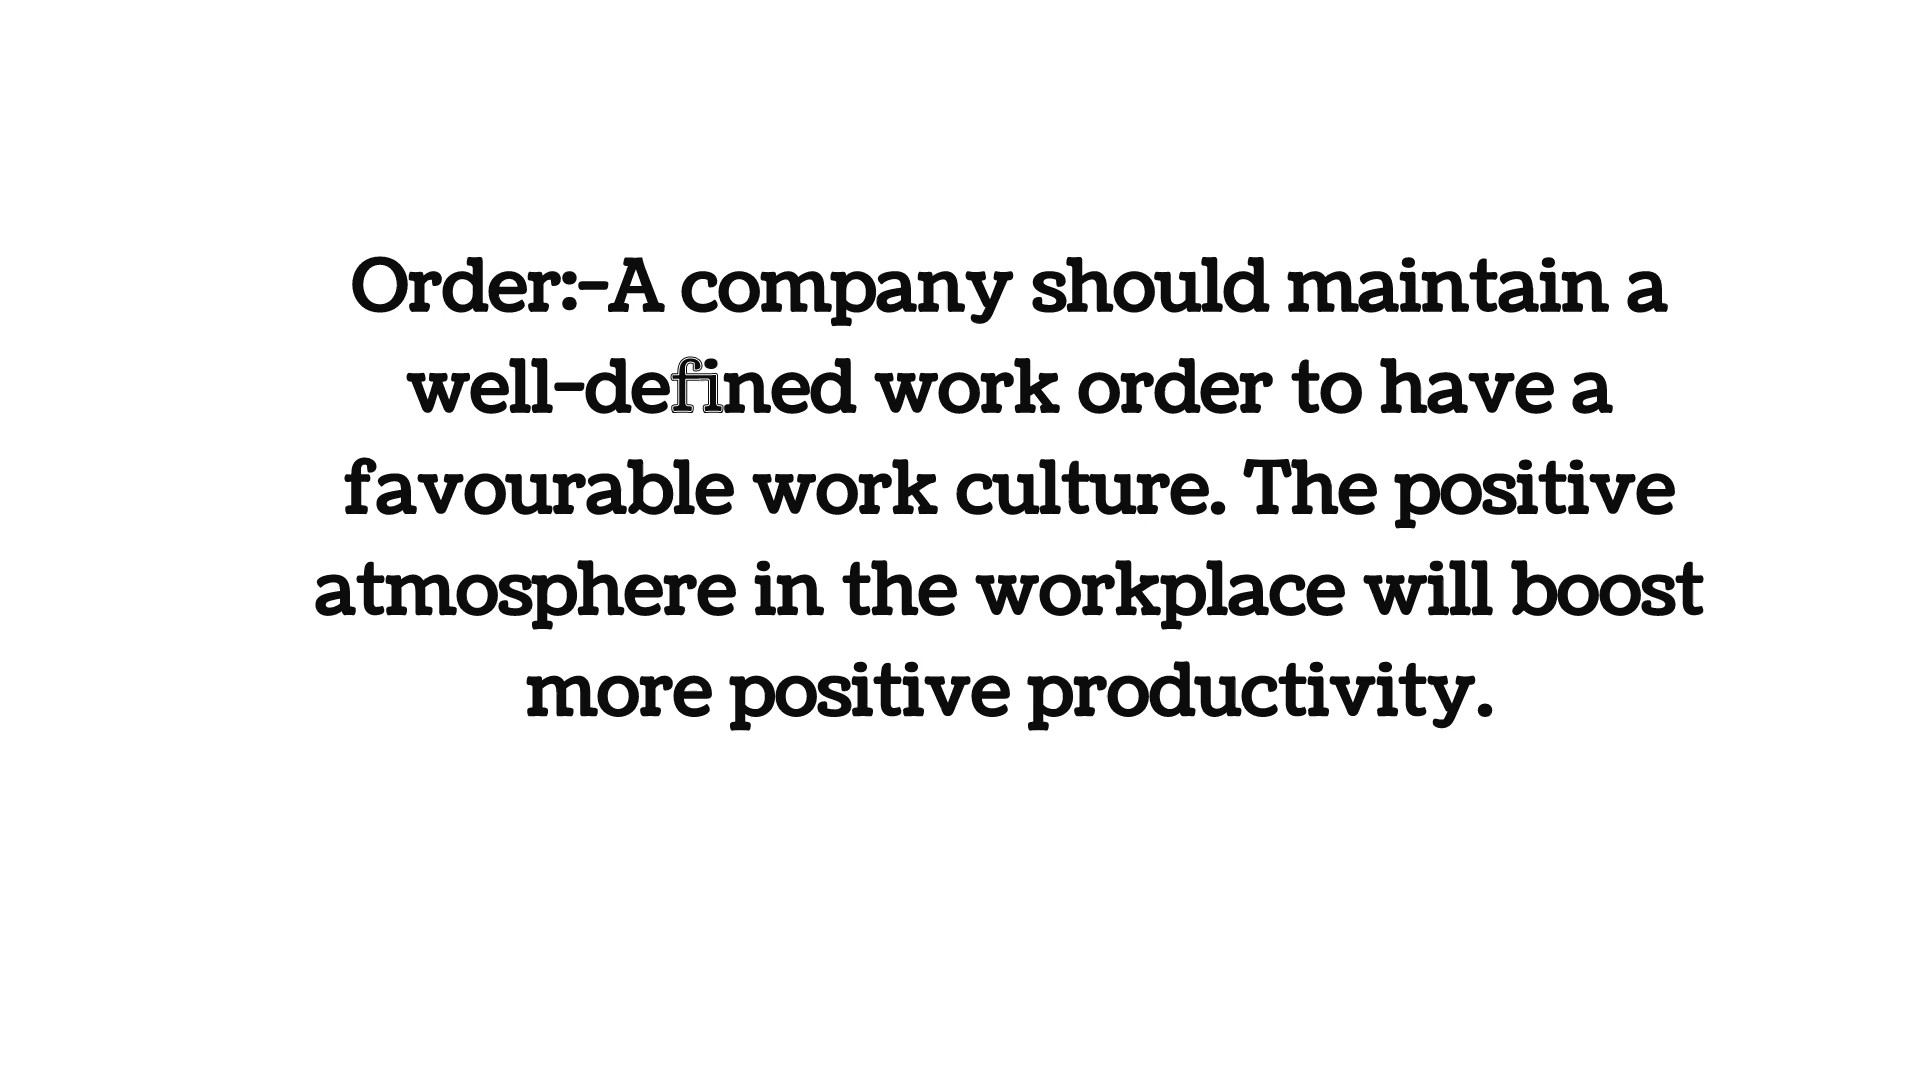 Order:-A company should maintain a
well-defined work order to have a
favourable work culture. The positive
atmosphere in the workplace will boost
more positive productivity.